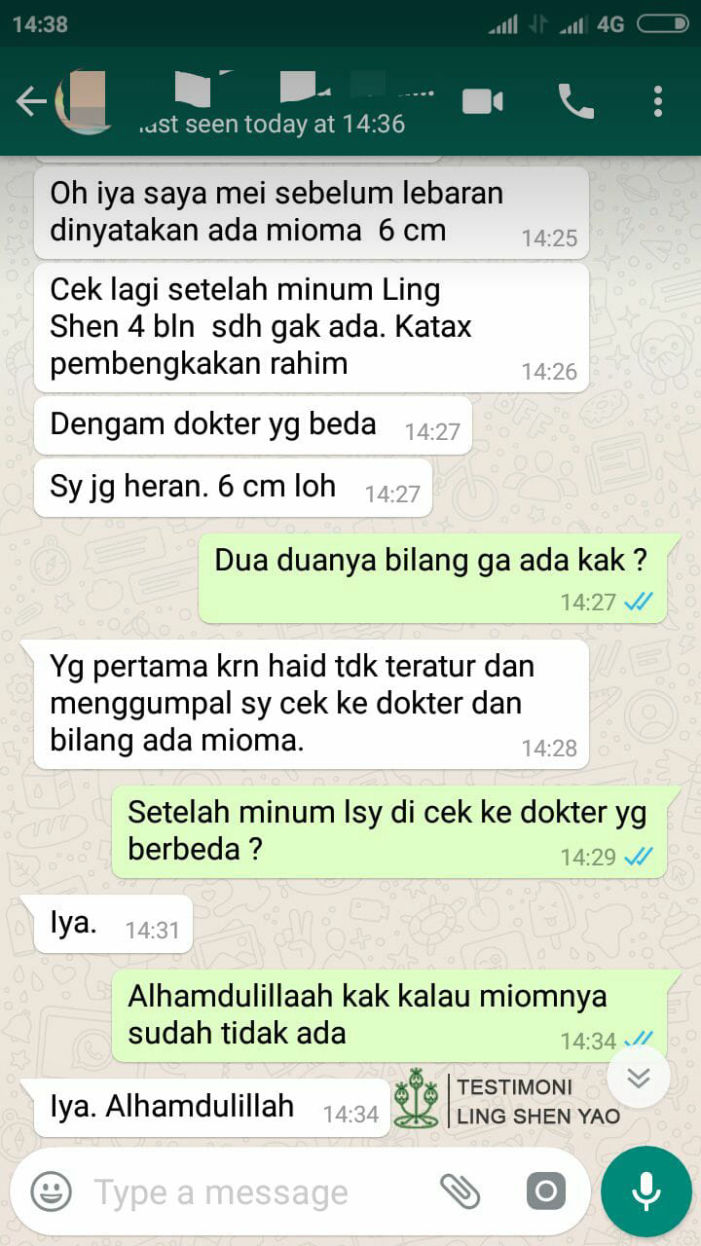 14:38
4G
last seen today at 14:36
Oh iya saya mei sebelum lebaran
dinyatakan ada mioma 6 cm
14:25
Cek lagi setelah minum Ling
Shen 4 bln sdh gak ada. Katax
pembengkakan rahim
14:26
Dengam dokter yg beda
14:27
Sy jg heran. 6 cm loh
14:27
Dua duanya bilang ga ada kak ?
14:27
Yg pertama krn haid tdk teratur dan
menggumpal sy cek ke dokter dan
bilang ada mioma.
14:28
Setelah minum lsy di cek ke dokter yg
berbeda ?
14:29
Iya.
14:31
Alhamdulillaah kak kalau miomnya
sudah tidak ada
14:34
Iya. Alhamdulillah
14:34
TESTIMONI
LING SHEN YAO
Type a message